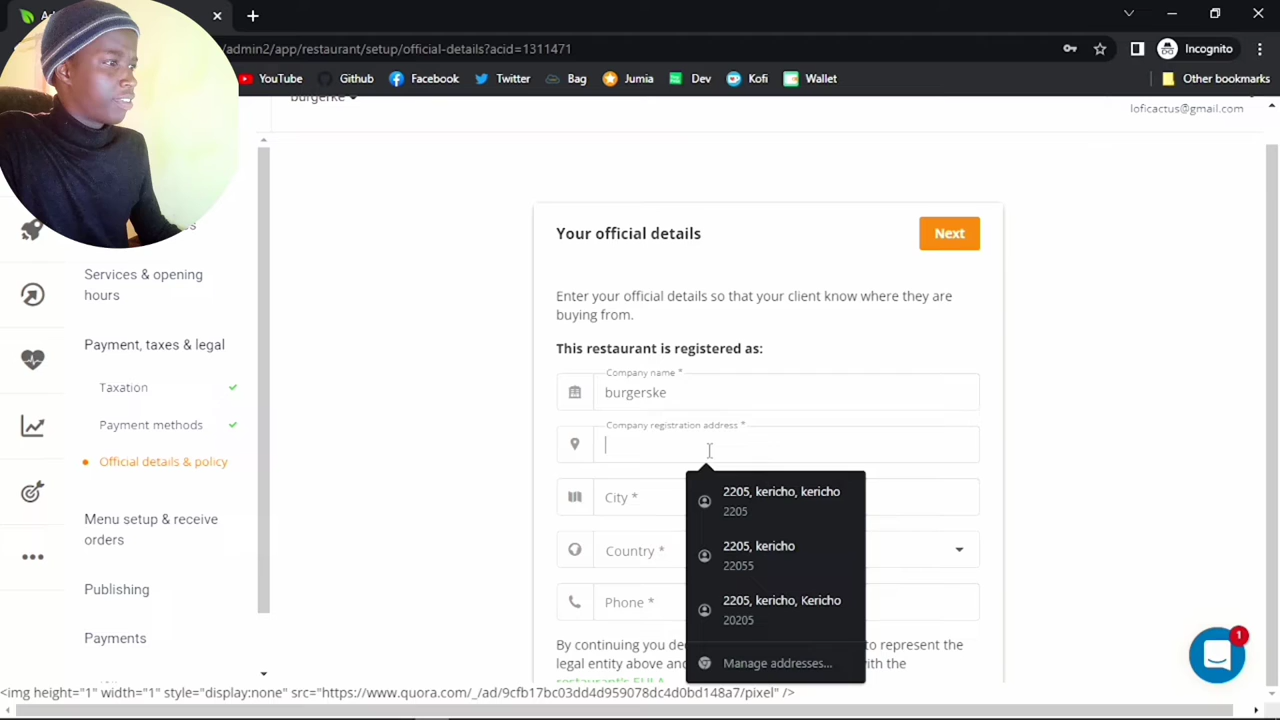 /admin2/app/restaurant/setup/official-details?acid=1311471
Incognito
YouTube
Github
Facebook
Twitter
Bag
Jumia
Dev
Kofi
Wallet
Other bookmarks
burgerke
loficactus@gmail.com
Services & opening
hours
Payment, taxes & legal
Taxation
Payment methods
Official details & policy
Menu setup & receive
orders
Publishing
Payments
Your official details
Next
Enter your official details so that your client know where they are
buying from.
This restaurant is registered as:
Company name *
burgerske
Company registration address *
City *
Country *
Phone *
2205, kericho, kericho
2205
2205, kericho
22055
2205, kericho, Kericho
20205
Manage addresses...
By continuing you de
to represent the
legal entity above and
with the
restaurant's EULA
1
<img height="1" width="1" style="display:none" src="https://www.quora.com/_/ad/9cfb17bc03dd4d959078dc4d0bd148a7/pixel" />